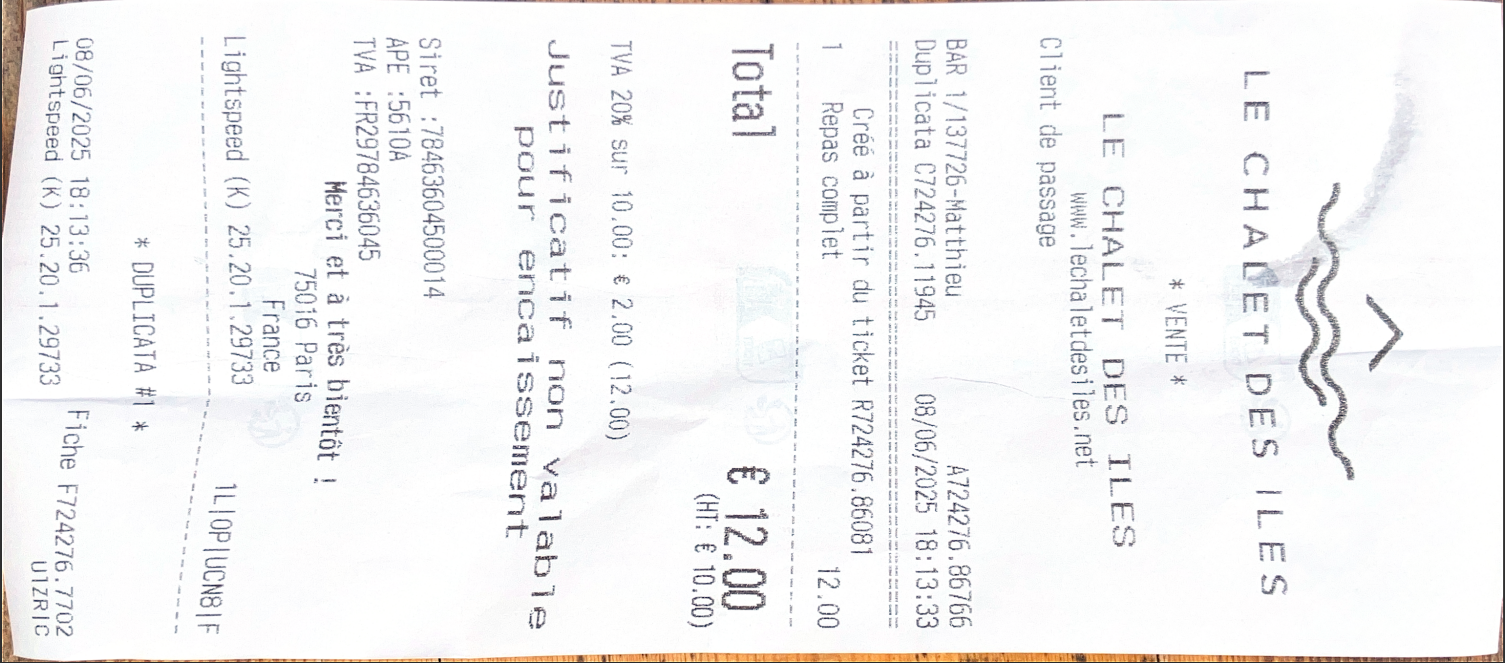 LE CHALET DES ILES
* VENTE *
LE CHALET DES ILES
www.lechaletdesiles.net
Client de passage
BAR 1/137726-Matthieu A724276.86766
Duplicata C724276.11945 08/06/2025 18:13:33
Créé à partir du ticket R724276.86081
1 Repas complet 12.00
Total € 12.00
(HT: € 10.00)
TVA 20% sur 10.00: € 2.00 (12.00)
Justificatif non valable
pour encaissement
Siret :78463604500014
APE :5610A
TVA :FR29784636045
Merci et à très bientôt !
75016 Paris
France
Lightspeed (K) 25.20.1.29733 1L|OP|UCN8|F
* DUPLICATA #1 *
08/06/2025 18:13:36 Fiche F724276.7702
Lightspeed (K) 25.20.1.29733 U1ZR|C